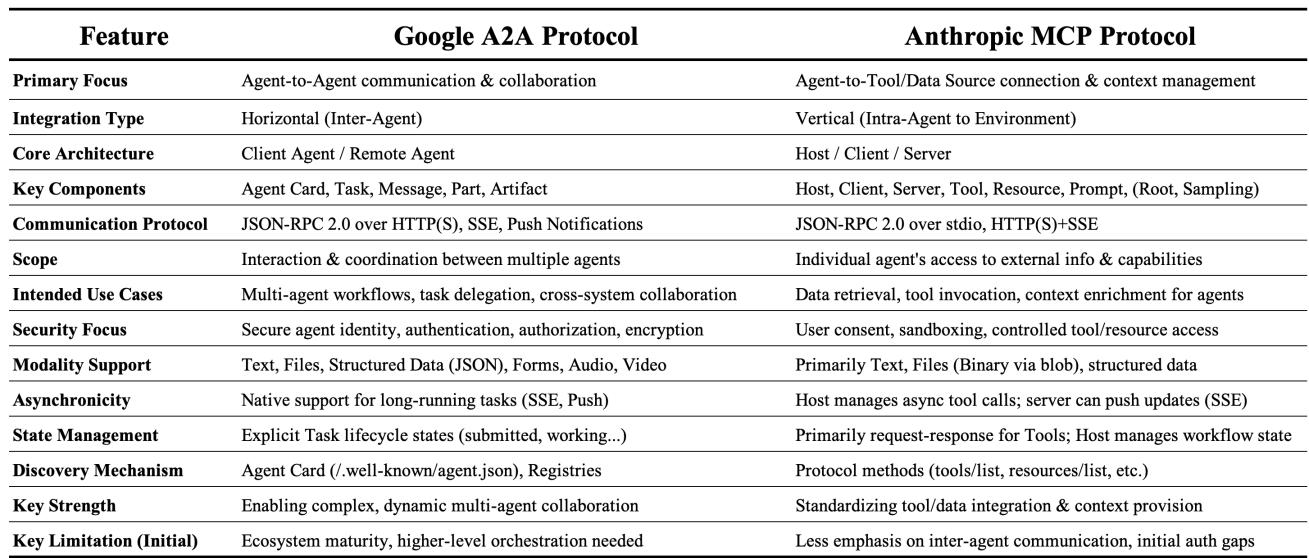 Feature Google A2A Protocol Anthropic MCP Protocol
Primary Focus Agent-to-Agent communication & collaboration Agent-to-Tool/Data Source connection & context management
Integration Type Horizontal (Inter-Agent) Vertical (Intra-Agent to Environment)
Core Architecture Client Agent / Remote Agent Host / Client / Server
Key Components Agent Card, Task, Message, Part, Artifact Host, Client, Server, Tool, Resource, Prompt, (Root, Sampling)
Communication Protocol JSON-RPC 2.0 over HTTP(S), SSE, Push Notifications JSON-RPC 2.0 over stdio, HTTP(S)+SSE
Scope Interaction & coordination between multiple agents Individual agent's access to external info & capabilities
Intended Use Cases Multi-agent workflows, task delegation, cross-system collaboration Data retrieval, tool invocation, context enrichment for agents
Security Focus Secure agent identity, authentication, authorization, encryption User consent, sandboxing, controlled tool/resource access
Modality Support Text, Files, Structured Data (JSON), Forms, Audio, Video Primarily Text, Files (Binary via blob), structured data
Asynchronicity Native support for long-running tasks (SSE, Push) Host manages async tool calls; server can push updates (SSE)
State Management Explicit Task lifecycle states (submitted, working...) Primarily request-response for Tools; Host manages workflow state
Discovery Mechanism Agent Card (/.well-known/agent.json), Registries Protocol methods (tools/list, resources/list, etc.)
Key Strength Enabling complex, dynamic multi-agent collaboration Standardizing tool/data integration & context provision
Key Limitation (Initial) Ecosystem maturity, higher-level orchestration needed Less emphasis on inter-agent communication, initial auth gaps